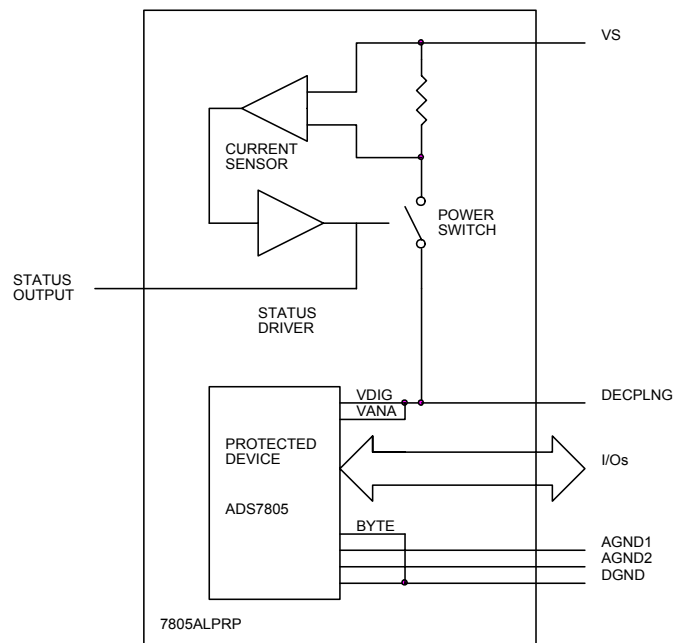 VS
CURRENT
SENSOR
POWER
SWITCH
STATUS
OUTPUT
STATUS
DRIVER
VDIG
DECPLNG
VANA
PROTECTED
DEVICE
I/Os
ADS7805
BYTE
AGND1
AGND2
DGND
7805ALPRP